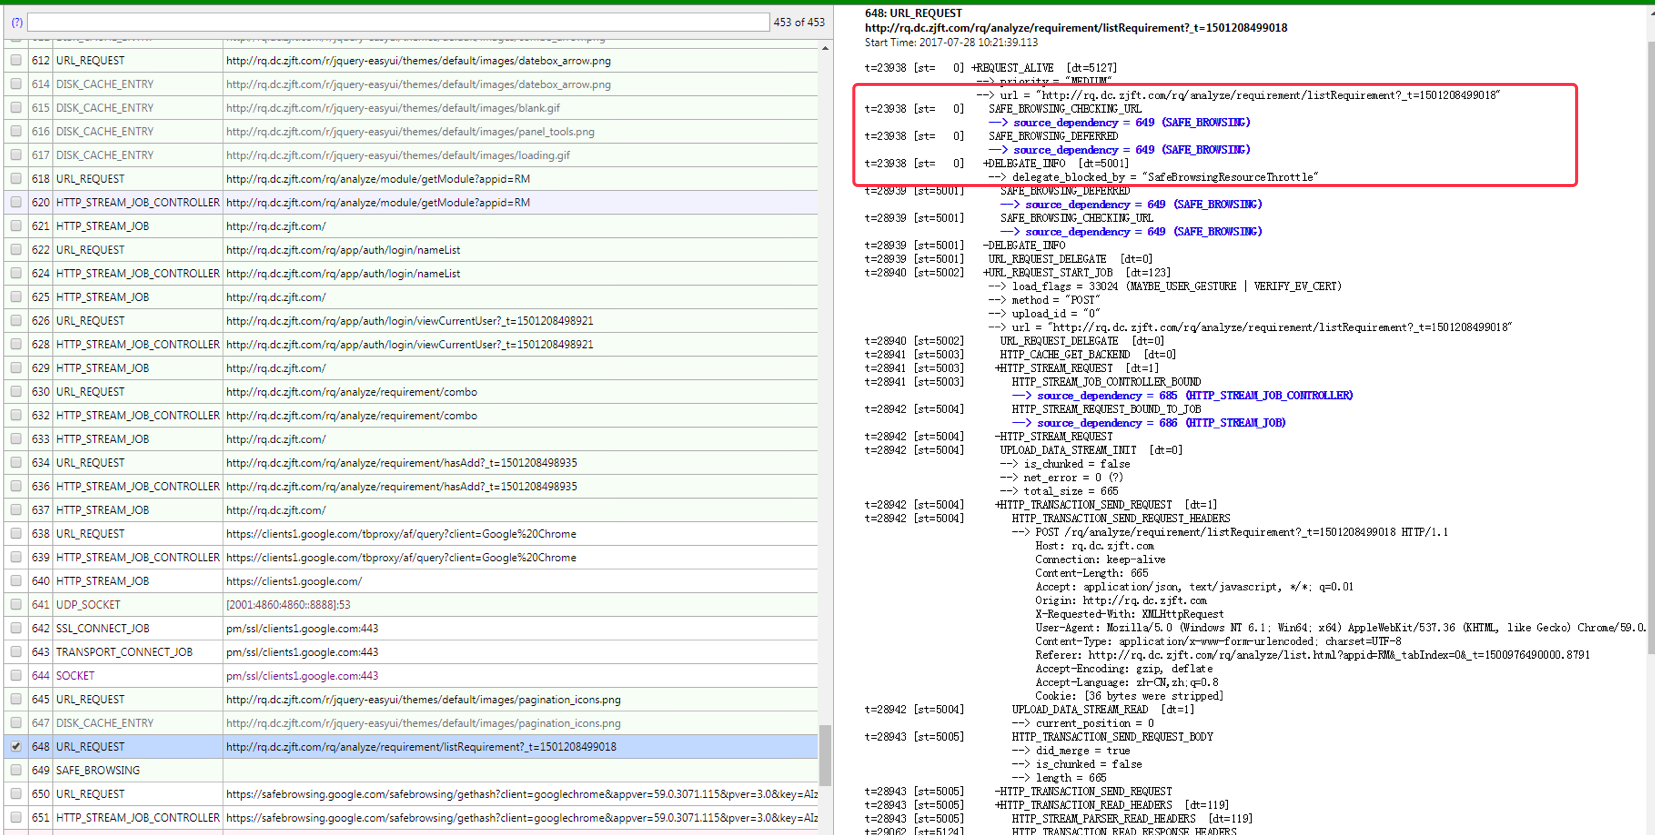 (?) 453 of 453
612 URL_REQUEST http://rq.dc.zjft.com/r/jquery-easyui/themes/default/images/datebox_arrow.png
614 DISK_CACHE_ENTRY http://rq.dc.zjft.com/r/jquery-easyui/themes/default/images/datebox_arrow.png
615 DISK_CACHE_ENTRY http://rq.dc.zjft.com/r/jquery-easyui/themes/default/images/blank.gif
616 DISK_CACHE_ENTRY http://rq.dc.zjft.com/r/jquery-easyui/themes/default/images/panel_tools.png
617 DISK_CACHE_ENTRY http://rq.dc.zjft.com/r/jquery-easyui/themes/default/images/loading.gif
618 URL_REQUEST http://rq.dc.zjft.com/rq/analyze/module/getModule?appid=RM
620 HTTP_STREAM_JOB_CONTROLLER http://rq.dc.zjft.com/rq/analyze/module/getModule?appid=RM
621 HTTP_STREAM_JOB http://rq.dc.zjft.com/
622 URL_REQUEST http://rq.dc.zjft.com/rq/app/auth/login/nameList
624 HTTP_STREAM_JOB_CONTROLLER http://rq.dc.zjft.com/rq/app/auth/login/nameList
625 HTTP_STREAM_JOB http://rq.dc.zjft.com/
626 URL_REQUEST http://rq.dc.zjft.com/rq/app/auth/login/viewCurrentUser?_t=1501208498921
628 HTTP_STREAM_JOB_CONTROLLER http://rq.dc.zjft.com/rq/app/auth/login/viewCurrentUser?_t=1501208498921
629 HTTP_STREAM_JOB http://rq.dc.zjft.com/
630 URL_REQUEST http://rq.dc.zjft.com/rq/analyze/requirement/combo
632 HTTP_STREAM_JOB_CONTROLLER http://rq.dc.zjft.com/rq/analyze/requirement/combo
633 HTTP_STREAM_JOB http://rq.dc.zjft.com/
634 URL_REQUEST http://rq.dc.zjft.com/rq/analyze/requirement/hasAdd?_t=1501208498935
636 HTTP_STREAM_JOB_CONTROLLER http://rq.dc.zjft.com/rq/analyze/requirement/hasAdd?_t=1501208498935
637 HTTP_STREAM_JOB http://rq.dc.zjft.com/
638 URL_REQUEST https://clients1.google.com/tbproxy/af/query?client=Google%20Chrome
639 HTTP_STREAM_JOB_CONTROLLER https://clients1.google.com/tbproxy/af/query?client=Google%20Chrome
640 HTTP_STREAM_JOB https://clients1.google.com/
641 UDP_SOCKET [2001:4860:4860::8888]:53
642 SSL_CONNECT_JOB pm/ssl/clients1.google.com:443
643 TRANSPORT_CONNECT_JOB pm/ssl/clients1.google.com:443
644 SOCKET pm/ssl/clients1.google.com:443
645 URL_REQUEST http://rq.dc.zjft.com/r/jquery-easyui/themes/default/images/pagination_icons.png
647 DISK_CACHE_ENTRY http://rq.dc.zjft.com/r/jquery-easyui/themes/default/images/pagination_icons.png
648 URL_REQUEST http://rq.dc.zjft.com/rq/analyze/requirement/listRequirement?_t=1501208499018
649 SAFE_BROWSING
650 URL_REQUEST https://safebrowsing.google.com/safebrowsing/gethash?client=googlechrome&appver=59.0.3071.115&pver=3.0&key=AIz
651 HTTP_STREAM_JOB_CONTROLLER https://safebrowsing.google.com/safebrowsing/gethash?client=googlechrome&appver=59.0.3071.115&pver=3.0&key=AIz
648: URL_REQUEST
http://rq.dc.zjft.com/rq/analyze/requirement/listRequirement?_t=1501208499018
Start Time: 2017-07-28 10:21:39.113
t=23938 [st= 0] +REQUEST_ALIVE [dt=5127]
--> priority = "MEDIUM"
--> url = "http://rq.dc.zjft.com/rq/analyze/requirement/listRequirement?_t=1501208499018"
t=23938 [st= 0] SAFE_BROWSING_CHECKING_URL
--> source_dependency = 649 (SAFE_BROWSING)
t=23938 [st= 0] SAFE_BROWSING_DEFERRED
--> source_dependency = 649 (SAFE_BROWSING)
t=23938 [st= 0] +DELEGATE_INFO [dt=5001]
--> delegate_blocked_by = "SafeBrowsingResourceThrottle"
t=28939 [st=5001] SAFE_BROWSING_DEFERRED
--> source_dependency = 649 (SAFE_BROWSING)
t=28939 [st=5001] SAFE_BROWSING_CHECKING_URL
--> source_dependency = 649 (SAFE_BROWSING)
t=28939 [st=5001] -DELEGATE_INFO
t=28939 [st=5001] URL_REQUEST_DELEGATE [dt=0]
t=28940 [st=5002] +URL_REQUEST_START_JOB [dt=123]
--> load_flags = 33024 (MAYBE_USER_GESTURE | VERIFY_EV_CERT)
--> method = "POST"
--> upload_id = "0"
--> url = "http://rq.dc.zjft.com/rq/analyze/requirement/listRequirement?_t=1501208499018"
t=28940 [st=5002] URL_REQUEST_DELEGATE [dt=0]
t=28941 [st=5003] HTTP_CACHE_GET_BACKEND [dt=0]
t=28941 [st=5003] +HTTP_STREAM_REQUEST [dt=1]
t=28941 [st=5003] HTTP_STREAM_JOB_CONTROLLER_BOUND
--> source_dependency = 685 (HTTP_STREAM_JOB_CONTROLLER)
t=28942 [st=5004] HTTP_STREAM_REQUEST_BOUND_TO_JOB
--> source_dependency = 686 (HTTP_STREAM_JOB)
t=28942 [st=5004] -HTTP_STREAM_REQUEST
t=28942 [st=5004] UPLOAD_DATA_STREAM_INIT [dt=0]
--> is_chunked = false
--> net_error = 0 (?)
--> total_size = 665
t=28942 [st=5004] +HTTP_TRANSACTION_SEND_REQUEST [dt=1]
t=28942 [st=5004] HTTP_TRANSACTION_SEND_REQUEST_HEADERS
--> POST /rq/analyze/requirement/listRequirement?_t=1501208499018 HTTP/1.1
Host: rq.dc.zjft.com
Connection: keep-alive
Content-Length: 665
Accept: application/json, text/javascript, */*; q=0.01
Origin: http://rq.dc.zjft.com
X-Requested-With: XMLHttpRequest
User-Agent: Mozilla/5.0 (Windows NT 6.1; Win64; x64) AppleWebKit/537.36 (KHTML, like Gecko) Chrome/59.0.
Content-Type: application/x-www-form-urlencoded; charset=UTF-8
Referer: http://rq.dc.zjft.com/rq/analyze/list.html?appid=RM&_tabIndex=0&_t=1500976490000.8791
Accept-Encoding: gzip, deflate
Accept-Language: zh-CN,zh;q=0.8
Cookie: [36 bytes were stripped]
t=28942 [st=5004] UPLOAD_DATA_STREAM_READ [dt=1]
--> current_position = 0
t=28943 [st=5005] HTTP_TRANSACTION_SEND_REQUEST_BODY
--> did_merge = true
--> is_chunked = false
--> length = 665
t=28943 [st=5005] -HTTP_TRANSACTION_SEND_REQUEST
t=28943 [st=5005] +HTTP_TRANSACTION_READ_HEADERS [dt=119]
t=28943 [st=5005] HTTP_STREAM_PARSER_READ_HEADERS [dt=119]
t=29062 [st=5124] HTTP_TRANSACTION_READ_RESPONSE_HEADERS